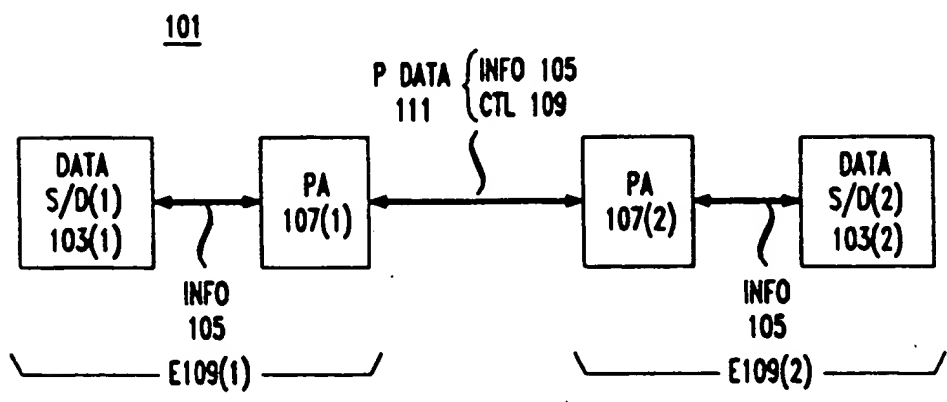 101
P DATA
111
INFO 105
CTL 109
DATA
S/D(1)
103(1)
PA
107(1)
PA
107(2)
DATA
S/D(2)
103(2)
INFO
105
INFO
105
E109(1)
E109(2)